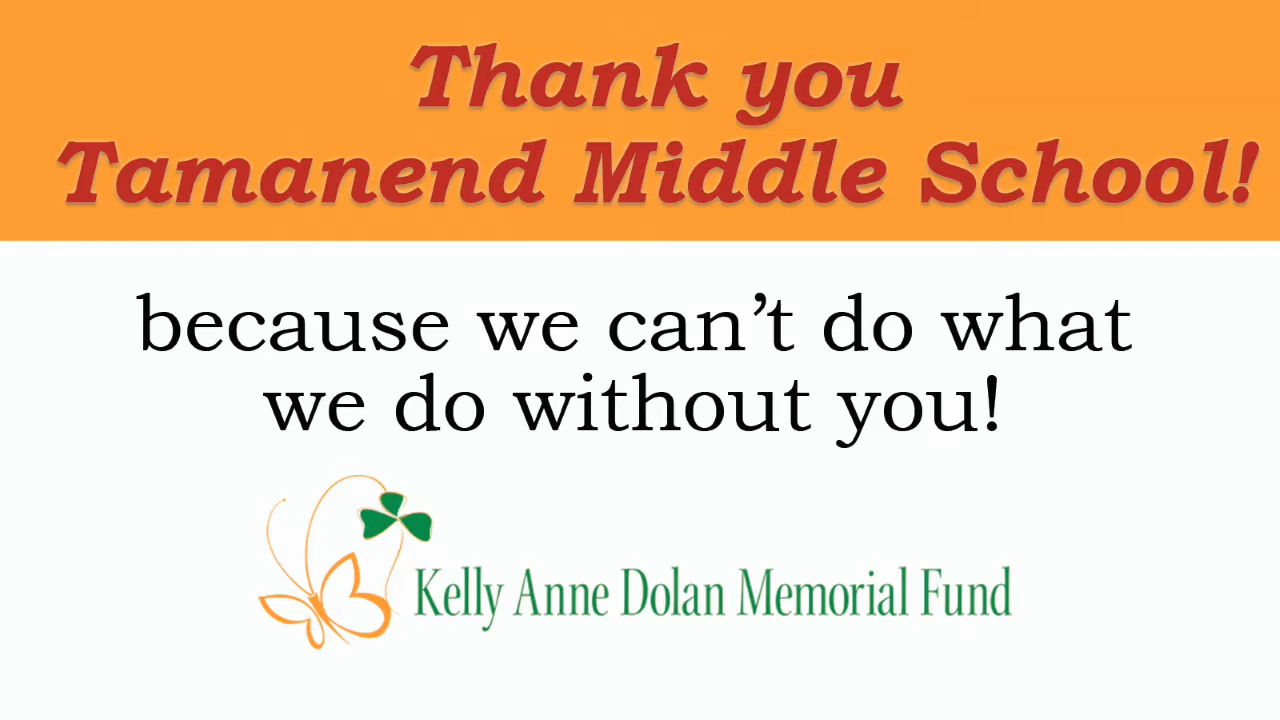 Thank you
Tamanend Middle School!
because we can’t do what
we do without you!
Kelly Anne Dolan Memorial Fund